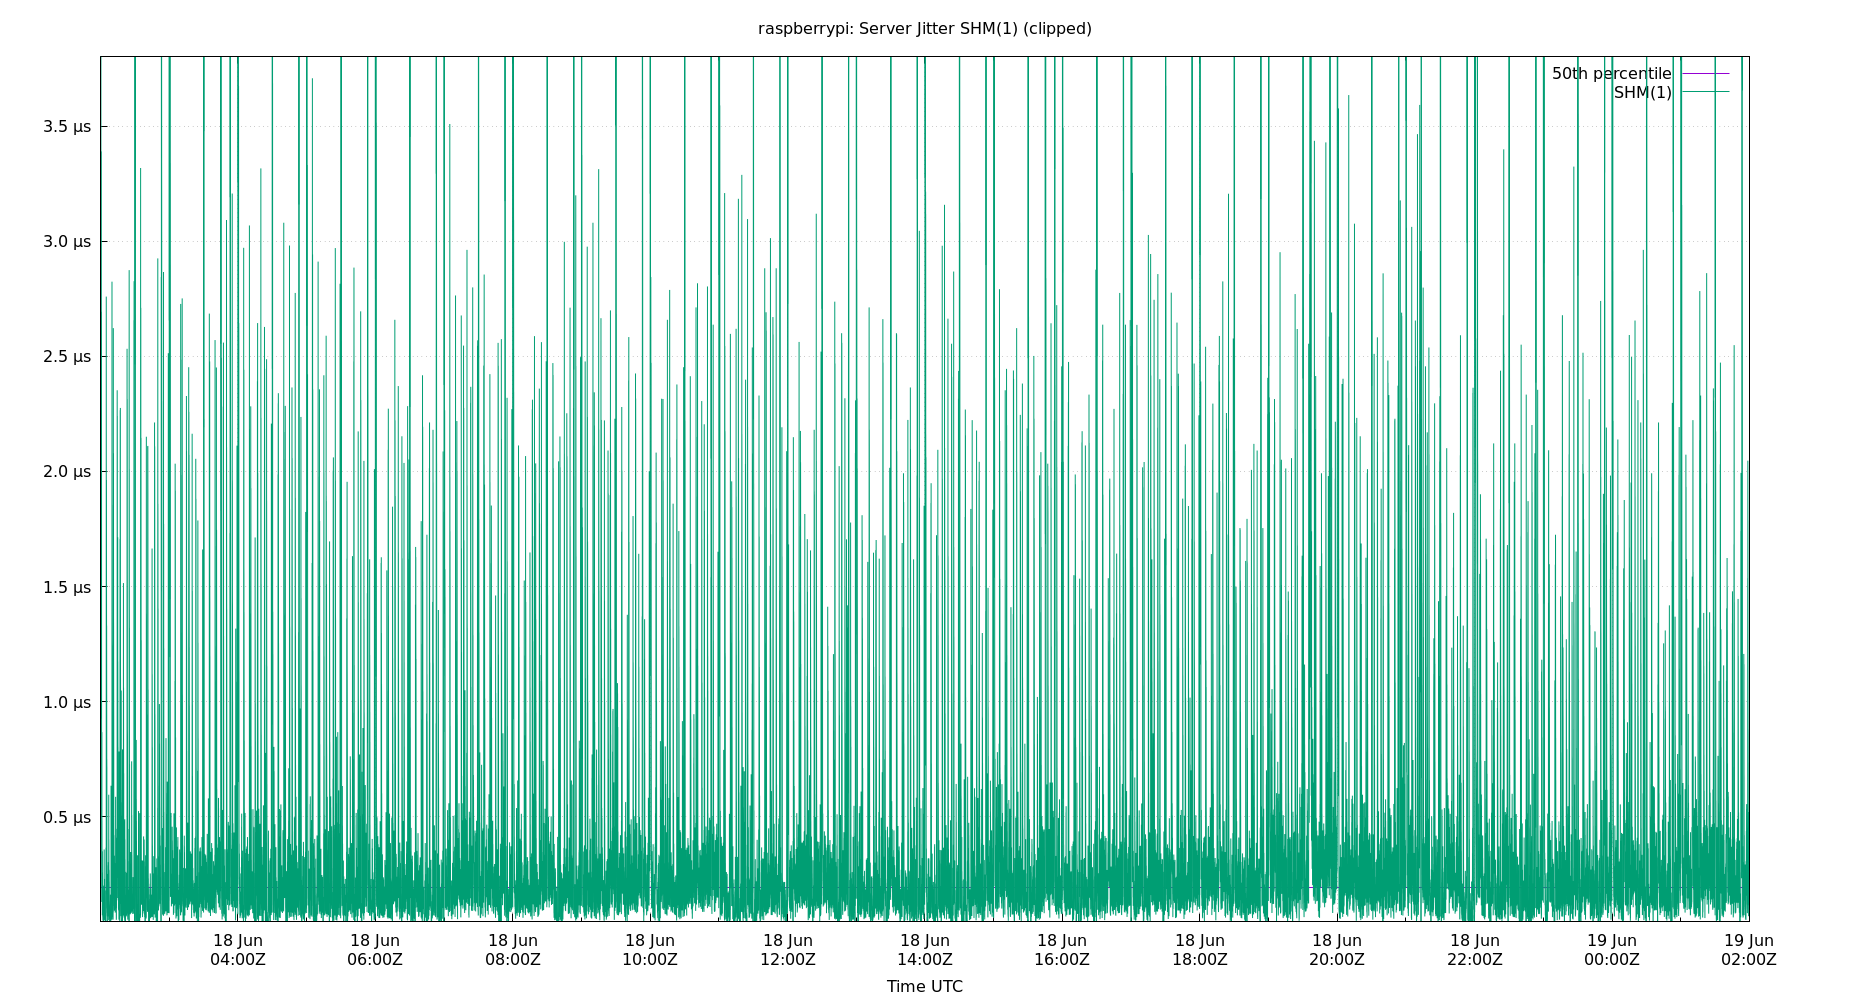 raspberrypi: Server Jitter SHM(1) (clipped)
50th percentile
SHM(1)
3.5 μs
3.0 μs
2.5 μs
2.0 μs
1.5 μs
1.0 μs
0.5 μs
18 Jun 18 Jun 18 Jun 18 Jun 18 Jun 18 Jun 18 Jun 18 Jun 18 Jun 18 Jun 19 Jun 19 Jun
04:00Z 06:00Z 08:00Z 10:00Z 12:00Z 14:00Z 16:00Z 18:00Z 20:00Z 22:00Z 00:00Z 02:00Z
Time UTC